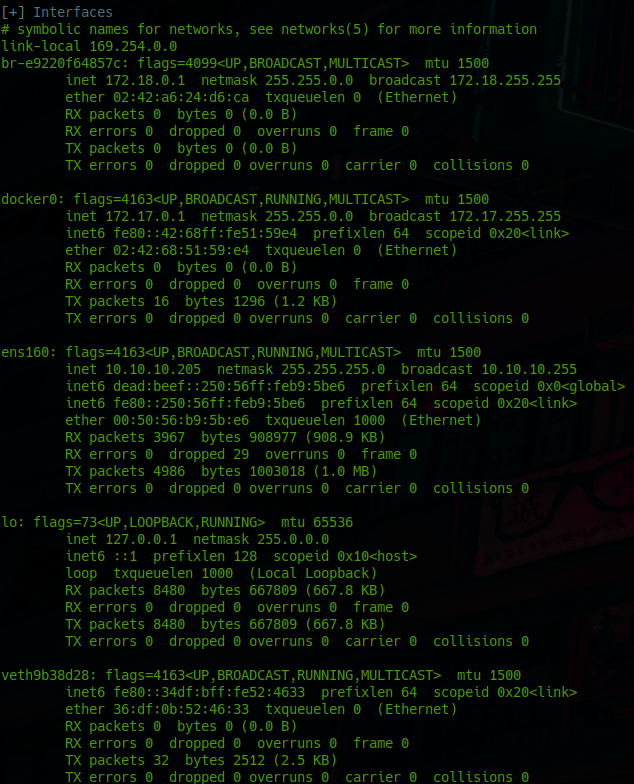 [+] Interfaces
# symbolic names for networks, see networks(5) for more information
link-local 169.254.0.0
br-e9220f64857c: flags=4099<UP,BROADCAST,MULTICAST>  mtu 1500
        inet 172.18.0.1  netmask 255.255.0.0  broadcast 172.18.255.255
        ether 02:42:a6:24:d6:ca  txqueuelen 0  (Ethernet)
        RX packets 0  bytes 0 (0.0 B)
        RX errors 0  dropped 0  overruns 0  frame 0
        TX packets 0  bytes 0 (0.0 B)
        TX errors 0  dropped 0 overruns 0  carrier 0  collisions 0

docker0: flags=4163<UP,BROADCAST,RUNNING,MULTICAST>  mtu 1500
        inet 172.17.0.1  netmask 255.255.0.0  broadcast 172.17.255.255
        inet6 fe80::42:68ff:fe51:59e4  prefixlen 64  scopeid 0x20<link>
        ether 02:42:68:51:59:e4  txqueuelen 0  (Ethernet)
        RX packets 0  bytes 0 (0.0 B)
        RX errors 0  dropped 0  overruns 0  frame 0
        TX packets 16  bytes 1296 (1.2 KB)
        TX errors 0  dropped 0 overruns 0  carrier 0  collisions 0

ens160: flags=4163<UP,BROADCAST,RUNNING,MULTICAST>  mtu 1500
        inet 10.10.10.205  netmask 255.255.255.0  broadcast 10.10.10.255
        inet6 dead:beef::250:56ff:feb9:5be6  prefixlen 64  scopeid 0x0<global>
        inet6 fe80::250:56ff:feb9:5be6  prefixlen 64  scopeid 0x20<link>
        ether 00:50:56:b9:5b:e6  txqueuelen 1000  (Ethernet)
        RX packets 3967  bytes 908977 (908.9 KB)
        RX errors 0  dropped 29  overruns 0  frame 0
        TX packets 4986  bytes 1003018 (1.0 MB)
        TX errors 0  dropped 0 overruns 0  carrier 0  collisions 0

lo: flags=73<UP,LOOPBACK,RUNNING>  mtu 65536
        inet 127.0.0.1  netmask 255.0.0.0
        inet6 ::1  prefixlen 128  scopeid 0x10<host>
        loop  txqueuelen 1000  (Local Loopback)
        RX packets 8480  bytes 667809 (667.8 KB)
        RX errors 0  dropped 0  overruns 0  frame 0
        TX packets 8480  bytes 667809 (667.8 KB)
        TX errors 0  dropped 0 overruns 0  carrier 0  collisions 0

veth9b38d28: flags=4163<UP,BROADCAST,RUNNING,MULTICAST>  mtu 1500
        inet6 fe80::34df:bff:fe52:4633  prefixlen 64  scopeid 0x20<link>
        ether 36:df:0b:52:46:33  txqueuelen 0  (Ethernet)
        RX packets 0  bytes 0 (0.0 B)
        RX errors 0  dropped 0  overruns 0  frame 0
        TX packets 32  bytes 2512 (2.5 KB)
        TX errors 0  dropped 0 overruns 0  carrier 0  collisions 0